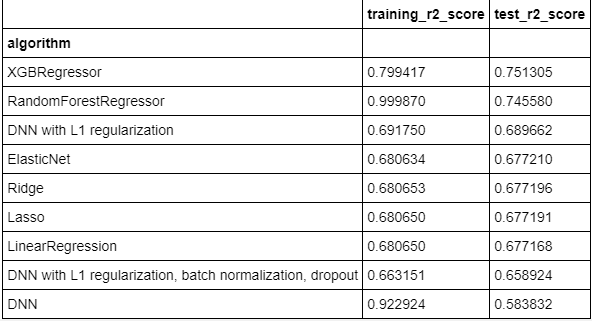 training_r2_score test_r2_score
algorithm
XGBRegressor 0.799417 0.751305
RandomForestRegressor 0.999870 0.745580
DNN with L1 regularization 0.691750 0.689662
ElasticNet 0.680634 0.677210
Ridge 0.680653 0.677196
Lasso 0.680650 0.677191
LinearRegression 0.680650 0.677168
DNN with L1 regularization, batch normalization, dropout 0.663151 0.658924
DNN 0.922924 0.583832